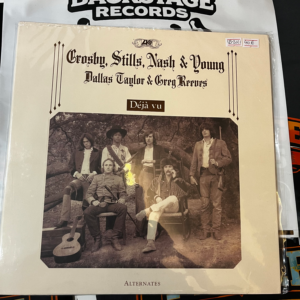 BACKSTAGE
RECORDS
Crosby, Stills, Nash & Young
Dallas Taylor & Greg Reeves
Déjà vu
ALTERNATES